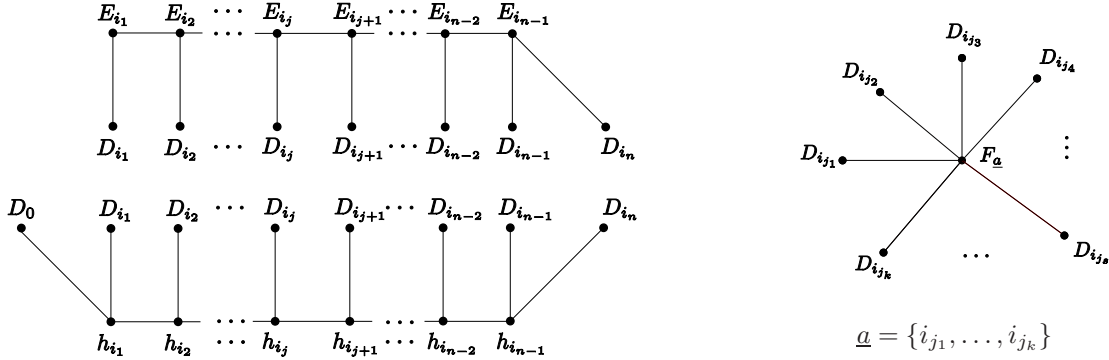 E_{i_1} E_{i_2} ⋯ E_{i_j} E_{i_{j+1}} ⋯ E_{i_{n-2}} E_{i_{n-1}}
⋯ ⋯
D_{i_1} D_{i_2} ⋯ D_{i_j} D_{i_{j+1}} ⋯ D_{i_{n-2}} D_{i_{n-1}} D_{i_n}
D_0 D_{i_1} D_{i_2} ⋯ D_{i_j} D_{i_{j+1}} ⋯ D_{i_{n-2}} D_{i_{n-1}} D_{i_n}
⋯ ⋯
h_{i_1} h_{i_2} ⋯ h_{i_j} h_{i_{j+1}} ⋯ h_{i_{n-2}} h_{i_{n-1}}
D_{i_{j_3}}
D_{i_{j_2}} D_{i_{j_4}}
D_{i_{j_1}} F_{\underline{a}} ⋮
D_{i_{j_k}} ⋯ D_{i_{j_s}}
\underline{a} = {i_{j_1}, …, i_{j_k}}